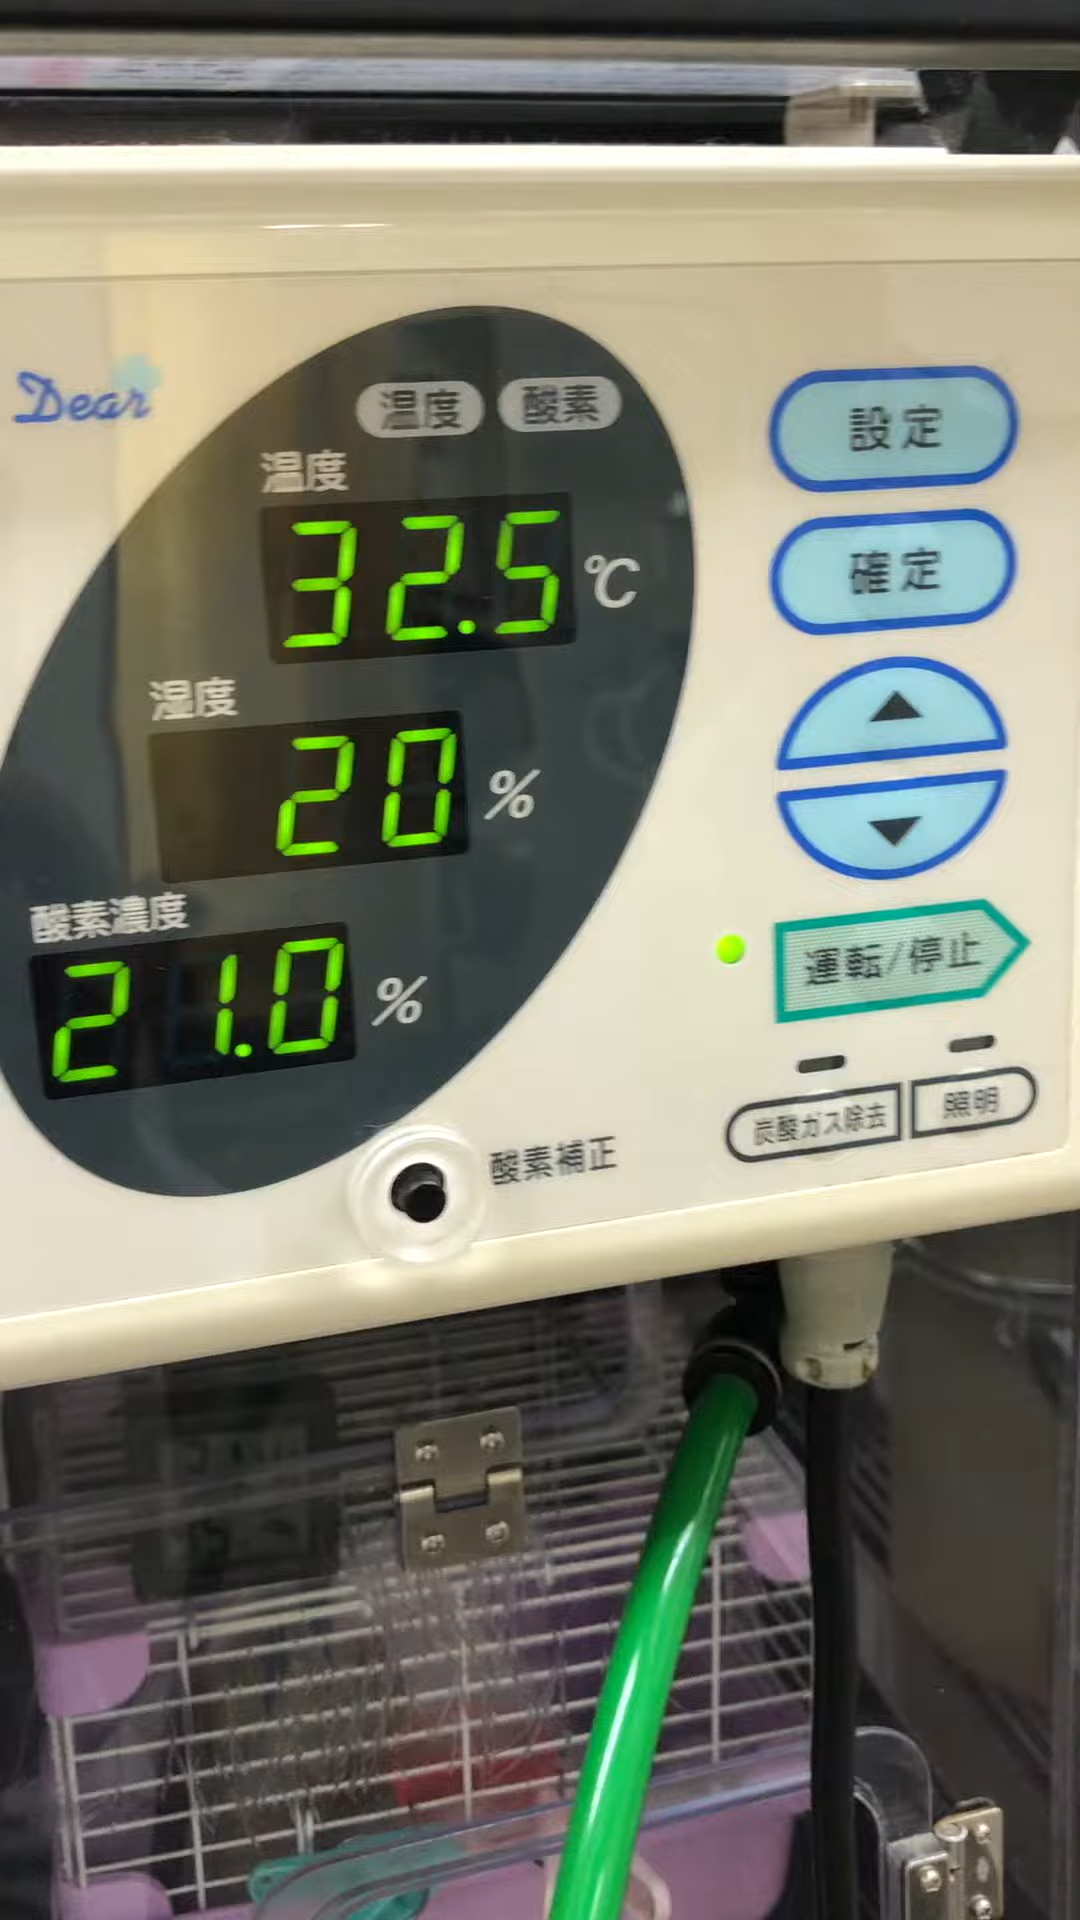 Dear
温度 酸素
温度
32.5 ℃
湿度
20 %
酸素濃度
21.0 %
設定
確定
▲
▼
運転/停止
炭酸ガス除去
照明
酸素補正